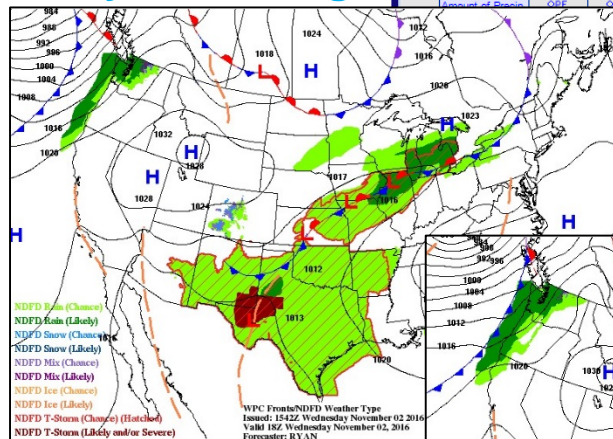 Amount of Precip
QPF
984
988
992
996
1000
1004
1008
1016
1020
1018
1024
H
L
1012
1016
1020
1023
H
1032
1028
H
H
1028
1024
1017
L
L
1016
L
H
H
1012
1013
L
1020
984
988
992
996
1000
1004
1008
1012
1016
1020
1030
H
NDFD Rain (Chance)
NDFD Rain (Likely)
NDFD Snow (Chance)
NDFD Snow (Likely)
NDFD Mix (Chance)
NDFD Mix (Likely)
NDFD Ice (Chance)
NDFD Ice (Likely)
NDFD T-Storm (Chance) (Hatched)
NDFD T-Storm (Likely and/or Severe)
WPC Fronts/NDFD Weather Type
Issued: 1542Z Wednesday November 02 2016
Valid 18Z Wednesday November 02, 2016
Forecaster: RYAN